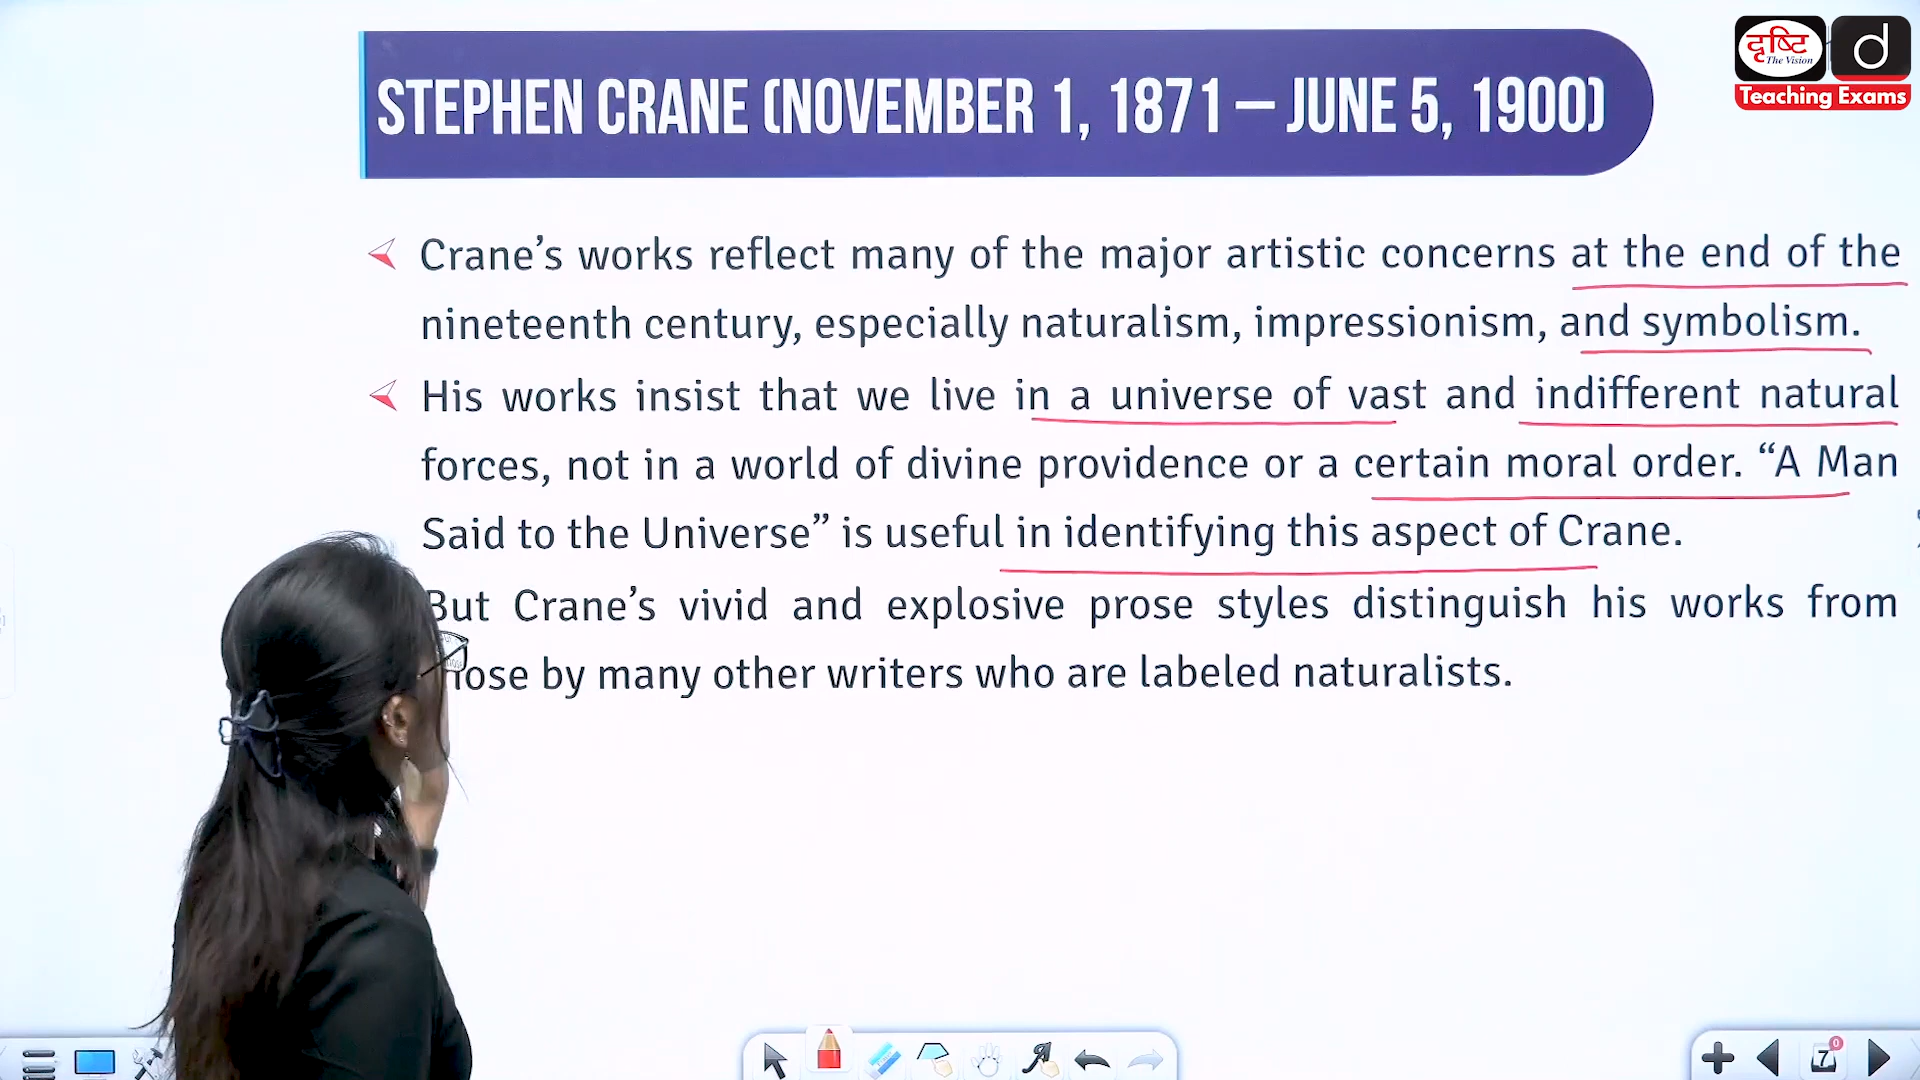 STEPHEN CRANE (NOVEMBER 1, 1871 – JUNE 5, 1900)
दृष्टि
The Vision
d
Teaching Exams
Crane’s works reflect many of the major artistic concerns at the end of the
nineteenth century, especially naturalism, impressionism, and symbolism.
His works insist that we live in a universe of vast and indifferent natural
forces, not in a world of divine providence or a certain moral order. “A Man
Said to the Universe” is useful in identifying this aspect of Crane.
But Crane’s vivid and explosive prose styles distinguish his works from
by many other writers who are labeled naturalists.
7
0